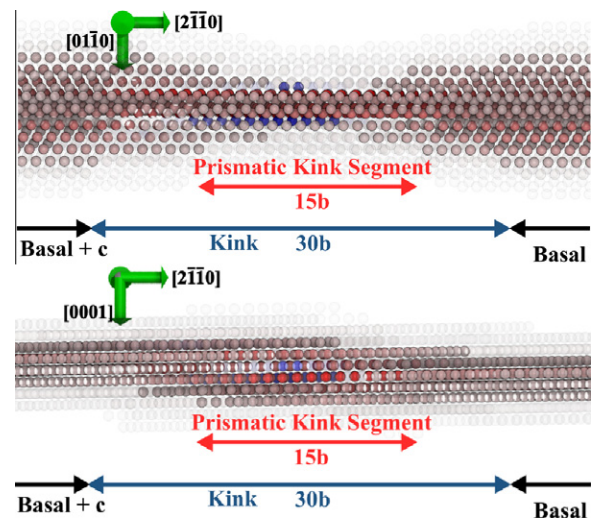 [21̅1̅0]
[011̅0]
Prismatic Kink Segment
15b
Basal + c
Kink 30b
Basal
[21̅1̅0]
[0001]
Prismatic Kink Segment
15b
Basal + c
Kink 30b
Basal